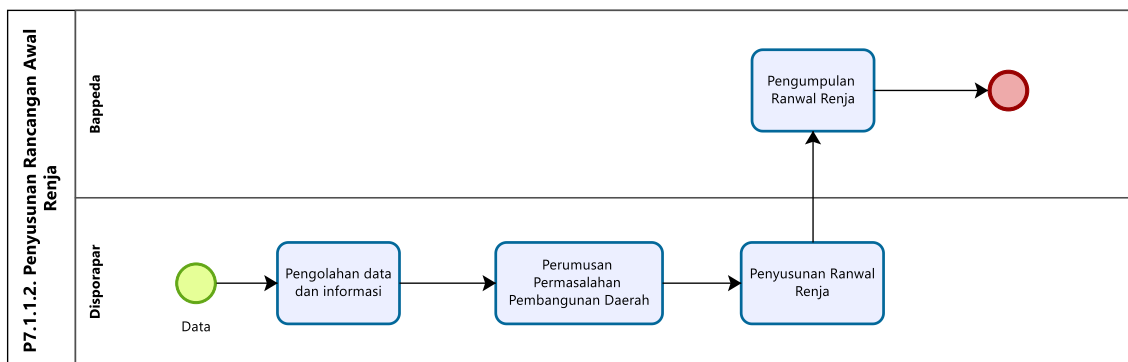 P7.1.1.2. Penyusunan Rancangan Awal
Renja
Bappeda
Pengumpulan
Ranwal Renja
Disporapar
Data
Pengolahan data
dan informasi
Perumusan
Permasalahan
Pembangunan Daerah
Penyusunan Ranwal
Renja